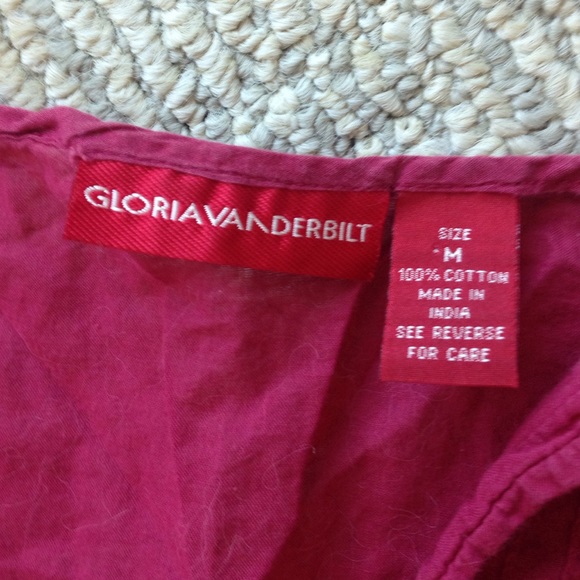 GLORIAVANDERBILT
SIZE
M
100% COTTON
MADE IN
INDIA
SEE REVERSE
FOR CARE